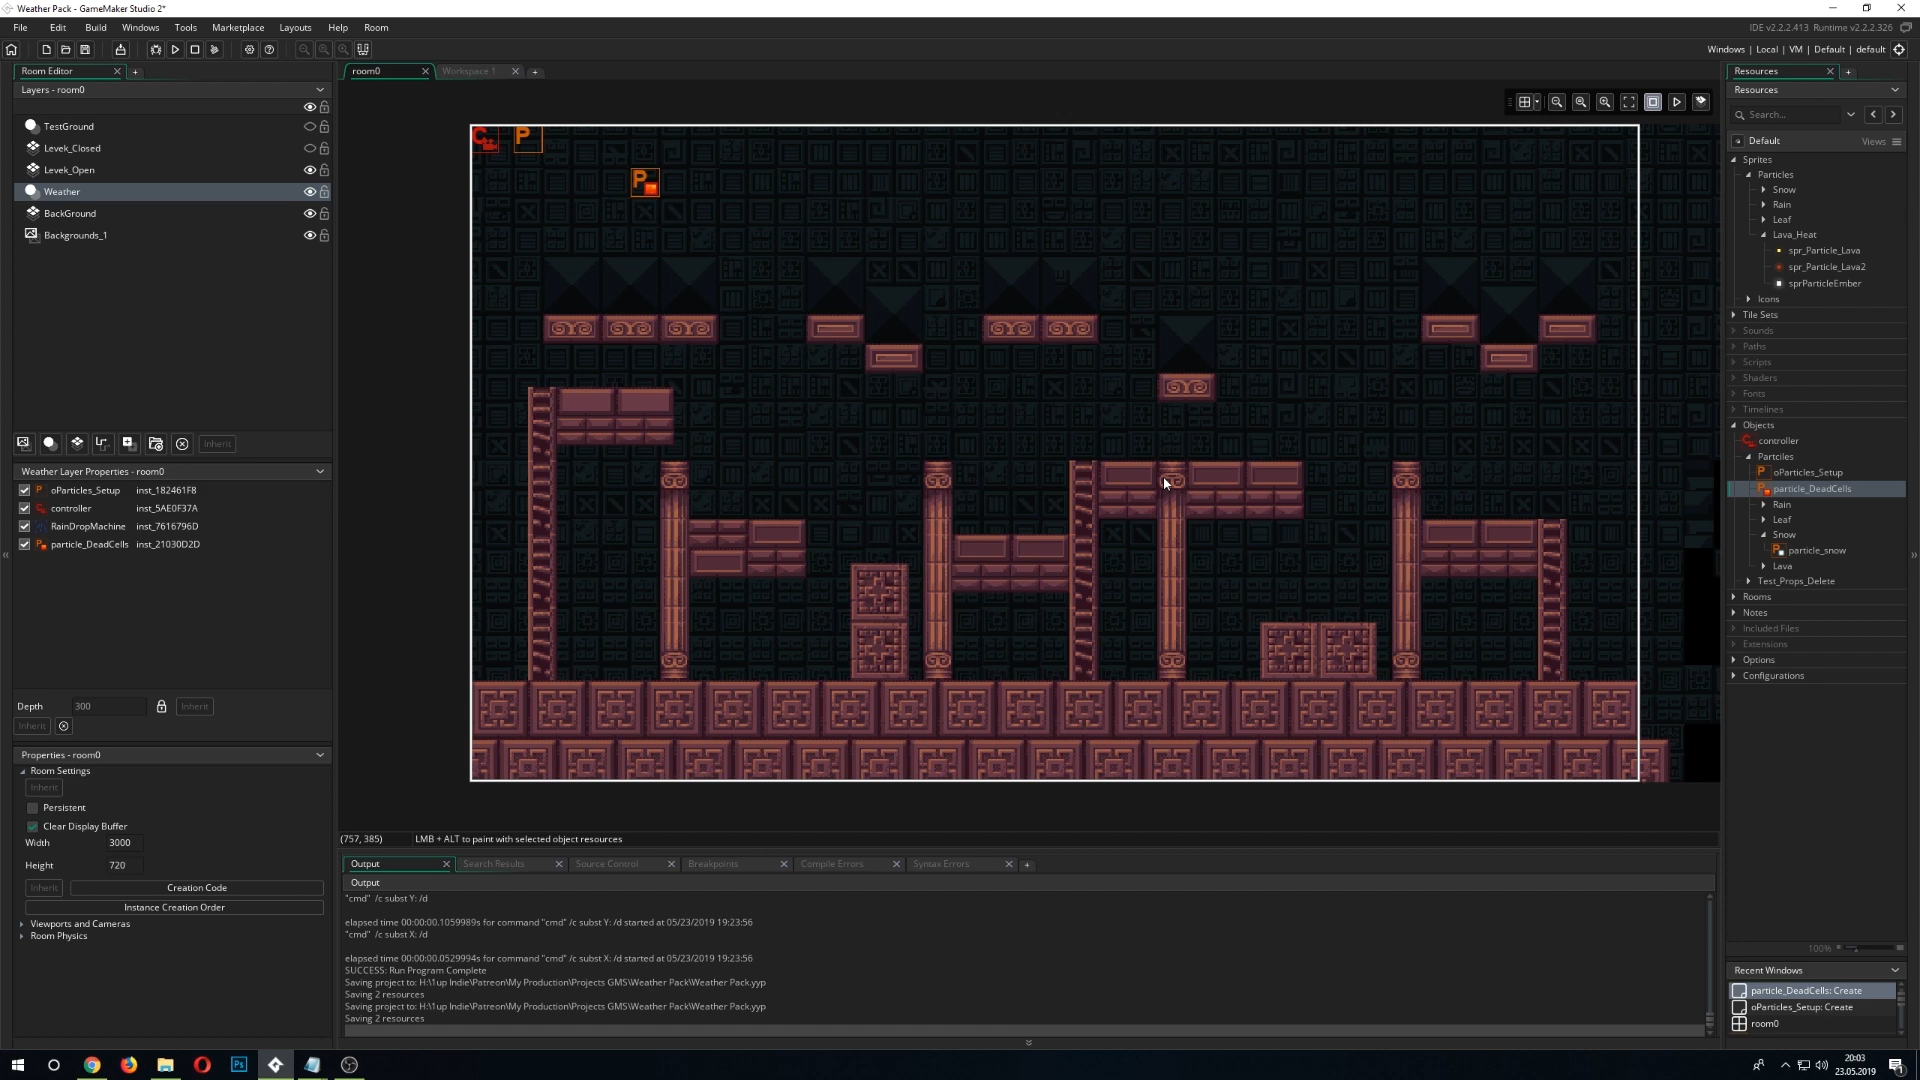 Weather Pack - GameMaker Studio 2*
File Edit Build Windows Tools Marketplace Layouts Help Room
IDE v2.2.2.413 Runtime v2.2.2.326
Windows | Local | VM | Default | default
Room Editor
room0
Workspace 1
Resources
Layers - room0
Resources
Search...
TestGround
Levek_Closed
Levek_Open
Weather
BackGround
Backgrounds_1
Default
Views
Sprites
Particles
Snow
Rain
Leaf
Lava_Heat
spr_Particle_Lava
spr_Particle_Lava2
sprParticleEmber
Icons
Tile Sets
Sounds
Paths
Scripts
Shaders
Fonts
Timelines
Objects
controller
Partciles
oParticles_Setup
particle_DeadCells
Rain
Leaf
Snow
particle_snow
Lava
Test_Props_Delete
Rooms
Notes
Included Files
Extensions
Options
Configurations
P
P
Inherit
Weather Layer Properties - room0
oParticles_Setup inst_182461F8
controller inst_5AE0F37A
RainDropMachine inst_7616796D
particle_DeadCells inst_21030D2D
Depth 300 Inherit
Inherit
Properties - room0
Room Settings
Inherit
Persistent
Clear Display Buffer
Width 3000
Height 720
Inherit Creation Code
Instance Creation Order
Viewports and Cameras
Room Physics
(757, 385) LMB + ALT to paint with selected object resources
Output Search Results Source Control Breakpoints Compile Errors Syntax Errors
Output
"cmd" /c subst Y: /d
elapsed time 00:00:00.1059989s for command "cmd" /c subst Y: /d started at 05/23/2019 19:23:56
"cmd" /c subst X: /d
elapsed time 00:00:00.0529994s for command "cmd" /c subst X: /d started at 05/23/2019 19:23:56
SUCCESS: Run Program Complete
Saving project to: H:\1up Indie\Patreon\My Production\Projects GMS\Weather Pack\Weather Pack.yyp
Saving 2 resources
Saving project to: H:\1up Indie\Patreon\My Production\Projects GMS\Weather Pack\Weather Pack.yyp
Saving 2 resources
100%
Recent Windows
particle_DeadCells: Create
oParticles_Setup: Create
room0
Ps
20:03
23.05.2019